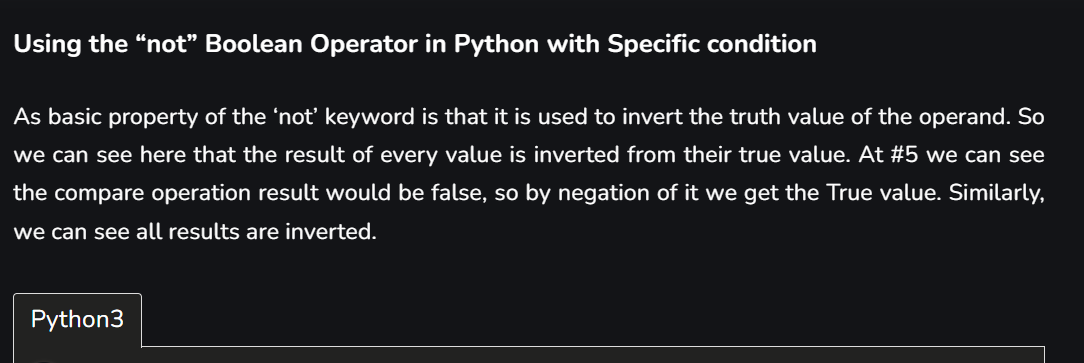 Using the “not” Boolean Operator in Python with Specific condition
As basic property of the ‘not’ keyword is that it is used to invert the truth value of the operand. So
we can see here that the result of every value is inverted from their true value. At #5 we can see
the compare operation result would be false, so by negation of it we get the True value. Similarly,
we can see all results are inverted.
Python3